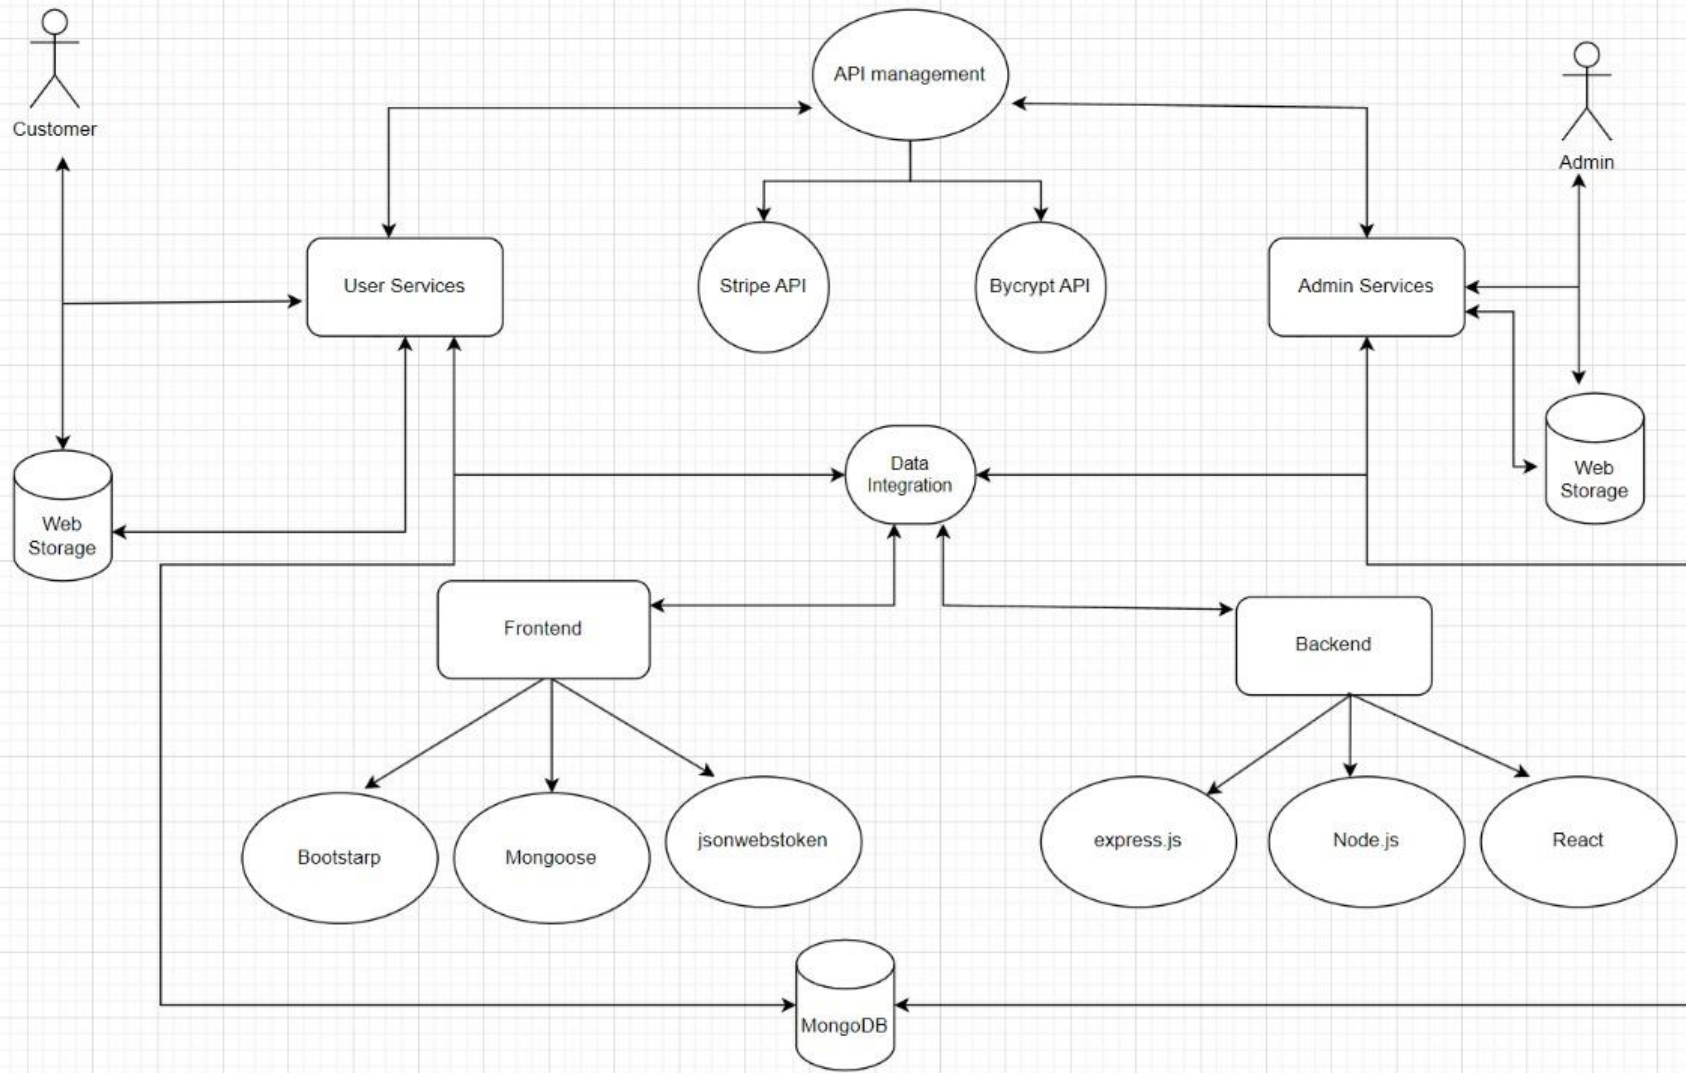 API management
Customer
Admin
User Services
Stripe API
Bycrypt API
Admin Services
Data
Integration
Web
Storage
Web
Storage
Frontend
Backend
Bootstarp
Mongoose
jsonwebstoken
express.js
Node.js
React
MongoDB